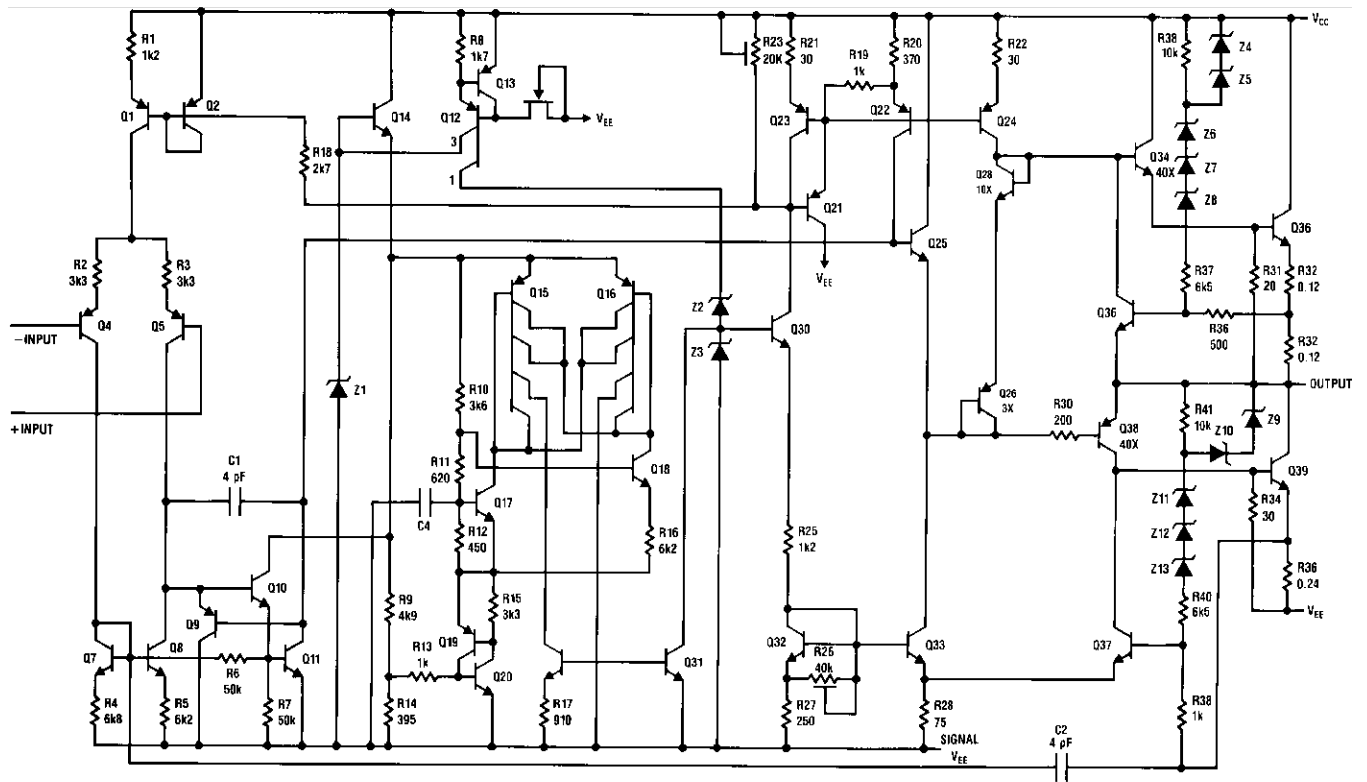 R1
1k2
Q1
Q2
R8
1k7
Q13
Q12
3
1
VEE
Q14
R18
2k7
R23
20K
R21
30
R19
1k
R20
370
R22
30
R38
10k
Z4
Z5
VCC
Q23
Q22
Q24
Q28
10X
Q34
40X
Z6
Z7
Z8
Q21
VEE
Q25
Q36
R2
3k3
R3
3k3
Q4
Q5
−INPUT
+INPUT
Q15
Q16
Z2
Z3
Q30
R37
6k5
R31
20
R32
0.12
Q36
R36
500
R32
0.12
OUTPUT
Z1
R10
3k6
R11
620
Q17
Q18
C4
R12
450
R16
6k2
Q26
3X
R30
200
Q38
40X
R41
10k
Z10
Z9
Q39
C1
4 pF
Z11
Z12
Z13
R34
30
R25
1k2
R36
0.24
Q10
Q9
R9
4k9
R15
3k3
Q19
R13
1k
Q20
R40
6k5
VEE
Q7
Q8
R6
50k
Q11
Q31
Q32
R26
40k
Q33
Q37
R4
6k8
R5
6k2
R7
50k
R14
395
R17
910
R27
250
R28
75
R38
1k
SIGNAL
VEE
C2
4 pF